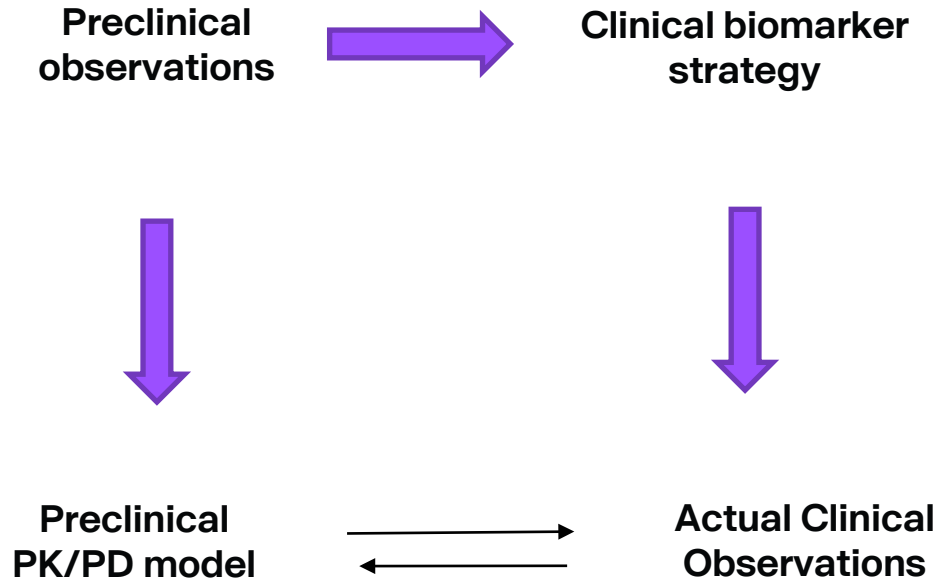 Preclinical
observations
Clinical biomarker
strategy
Preclinical
PK/PD model
Actual Clinical
Observations